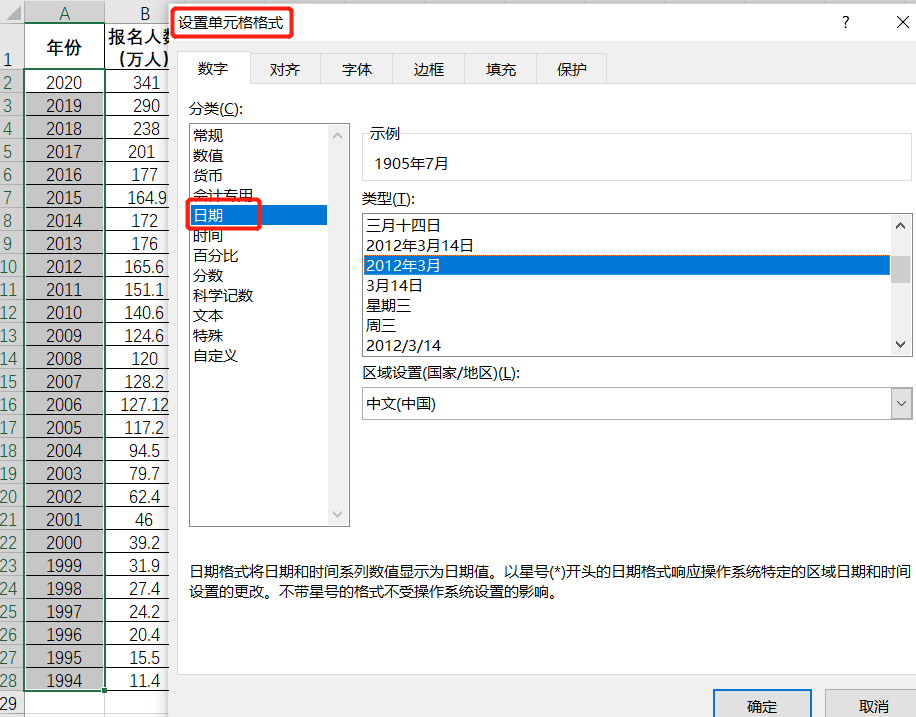 设置单元格格式
?
A B
年份 报名人数
(万人)
1
2 2020 341
3 2019 290
4 2018 238
5 2017 201
6 2016 177
7 2015 164.9
8 2014 172
9 2013 176
10 2012 165.6
11 2011 151.1
12 2010 140.6
13 2009 124.6
14 2008 120
15 2007 128.2
16 2006 127.12
17 2005 117.2
18 2004 94.5
19 2003 79.7
20 2002 62.4
21 2001 46
22 2000 39.2
23 1999 31.9
24 1998 27.4
25 1997 24.2
26 1996 20.4
27 1995 15.5
28 1994 11.4
29
数字 对齐 字体 边框 填充 保护
分类(C):
常规
数值
货币
会计专用
日期
时间
百分比
分数
科学记数
文本
特殊
自定义
示例
1905年7月
类型(T):
三月十四日
2012年3月14日
2012年3月
3月14日
星期三
周三
2012/3/14
区域设置(国家/地区)(L):
中文(中国)
日期格式将日期和时间系列数值显示为日期值。以星号(*)开头的日期格式响应操作系统特定的区域日期和时间
设置的更改。不带星号的格式不受操作系统设置的影响。
确定 取消